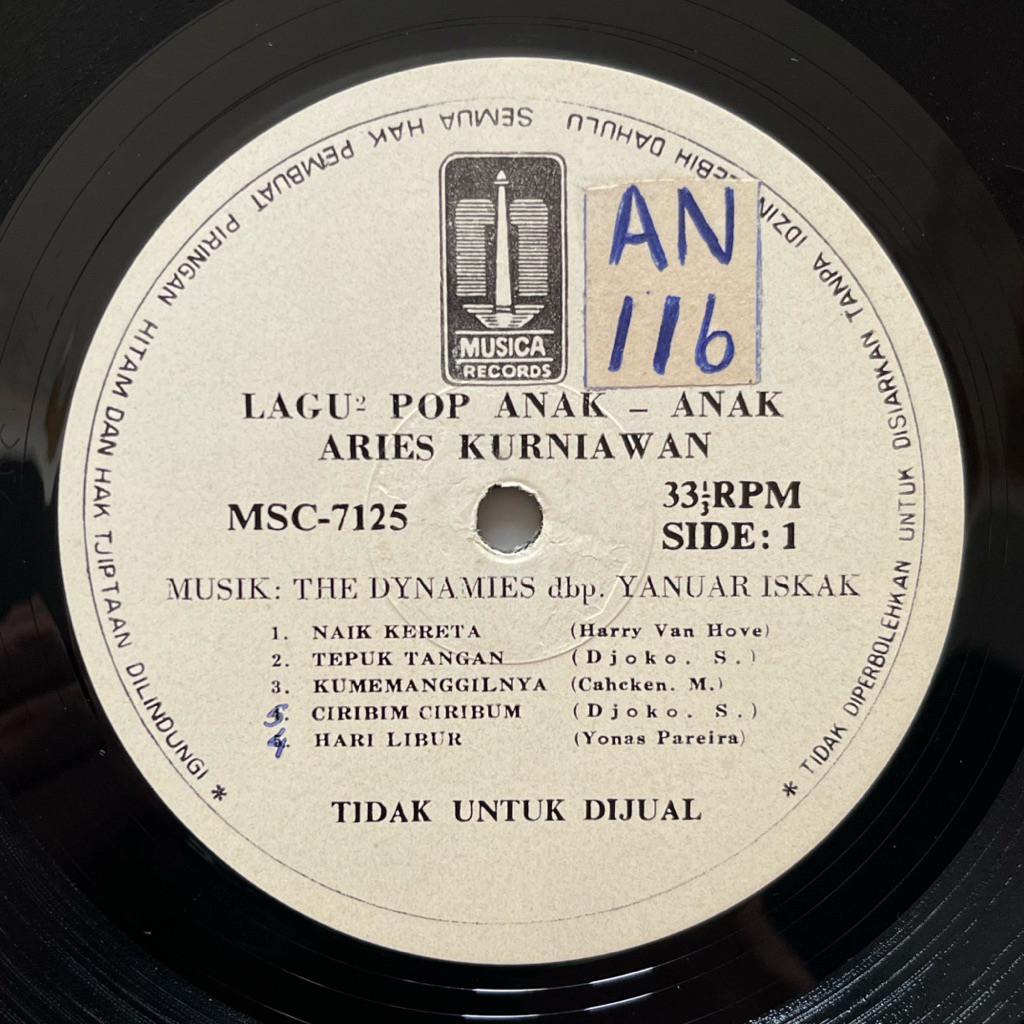 SEMUA HAK PEMBUAT PIRINGAN HITAM DAN HAK TJIPTAAN DILINDUNGI *
* TIDAK DIPERBOLEHKAN UNTUK DISIARKAN TANPA IDZIN LEBIH DAHULU
MUSICA
RECORDS
AN
116
LAGU² POP ANAK – ANAK
ARIES KURNIAWAN
MSC-7125
33⅓RPM
SIDE: 1
MUSIK: THE DYNAMIES dbp. YANUAR ISKAK
1. NAIK KERETA (Harry Van Hove)
2. TEPUK TANGAN (Djoko. S.)
3. KUMEMANGGILNYA (Cahcken. M.)
5 4. CIRIBIM CIRIBUM (Djoko. S.)
4 5. HARI LIBUR (Yonas Pareira)
TIDAK UNTUK DIJUAL